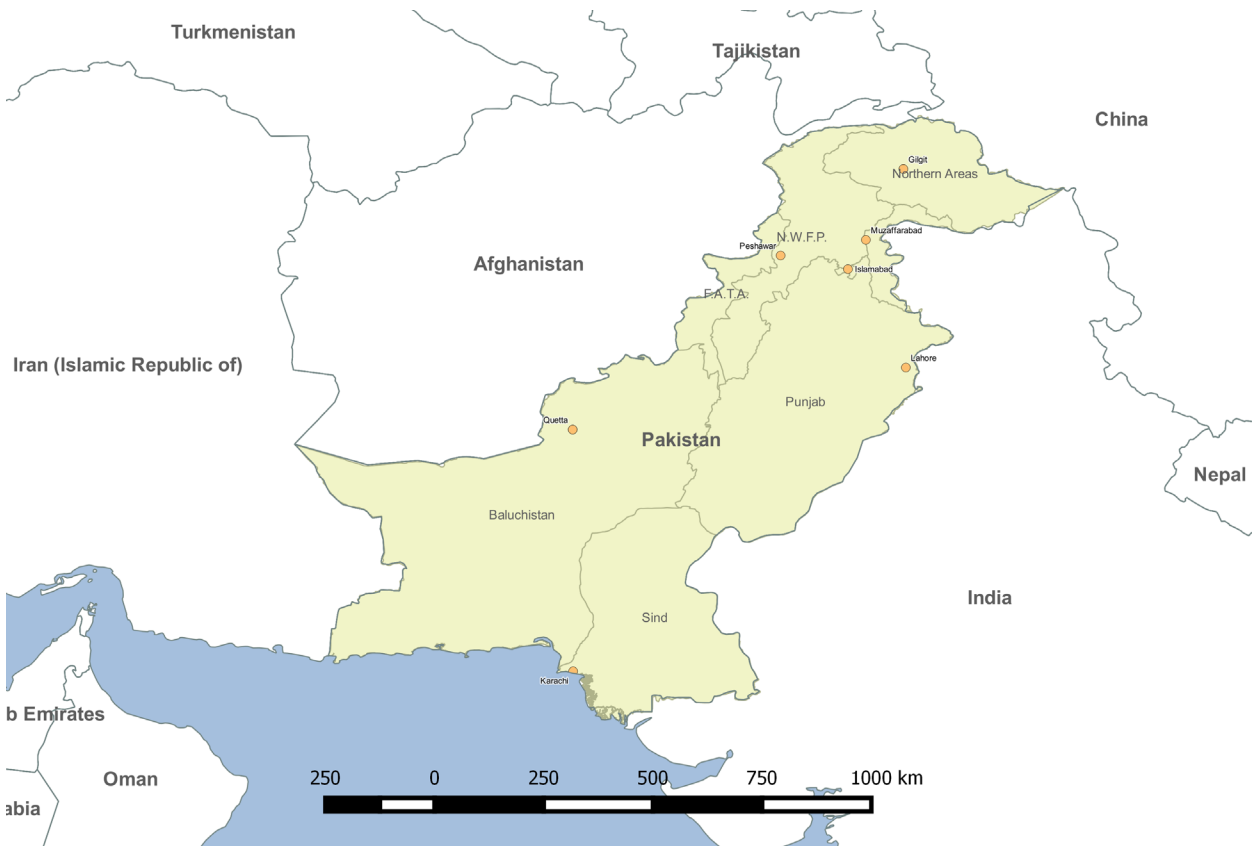 Turkmenistan
Tajikistan
China
Gilgit
Northern Areas
Muzaffarabad
N.W.F.P.
Peshawar
Afghanistan
Islamabad
F.A.T.A.
Iran (Islamic Republic of)
Lahore
Punjab
Quetta
Pakistan
Nepal
Baluchistan
India
Sind
Karachi
b Emirates
Oman
abia
250 0 250 500 750 1000 km